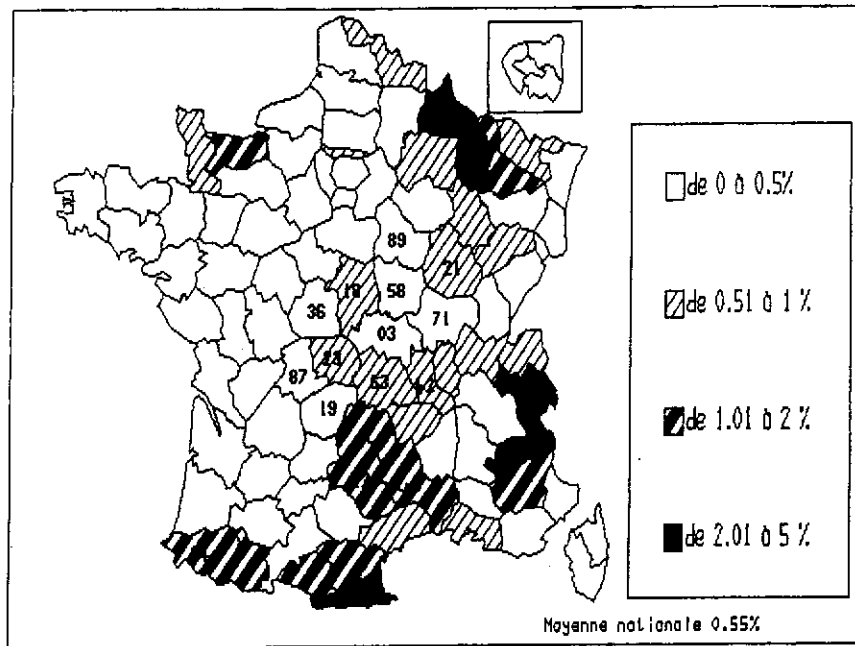 de 0 à 0.5%
89
21
18
58
de 0.51 à 1 %
36
71
03
23
87
63
42
19
de 1.01 à 2 %
de 2.01 à 5 %
Moyenne nationale 0.55%